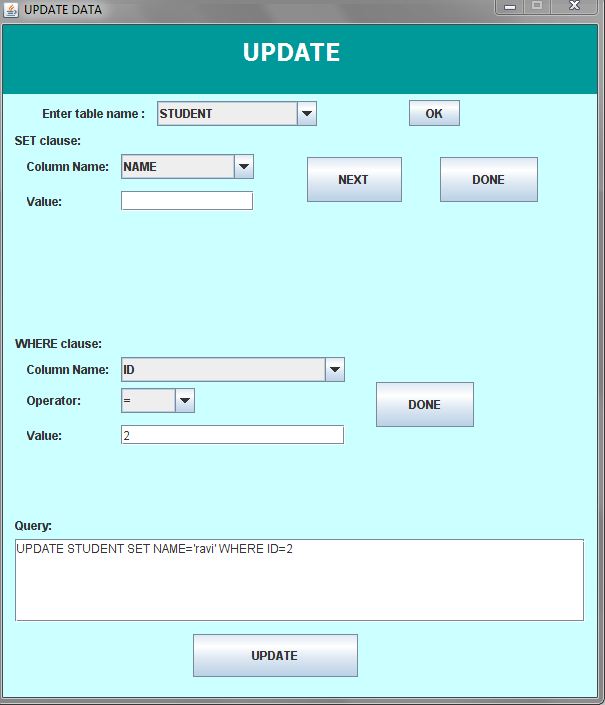 UPDATE DATA
UPDATE
Enter table name : STUDENT OK
SET clause:
Column Name: NAME NEXT DONE
Value:
WHERE clause:
Column Name: ID
Operator: = DONE
Value: 2
Query:
UPDATE STUDENT SET NAME='ravi' WHERE ID=2
UPDATE